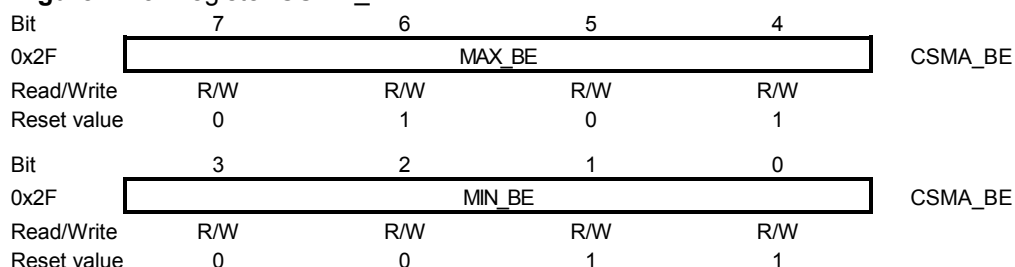 Bit 7 6 5 4
0x2F MAX_BE CSMA_BE
Read/Write R/W R/W R/W R/W
Reset value 0 1 0 1
Bit 3 2 1 0
0x2F MIN_BE CSMA_BE
Read/Write R/W R/W R/W R/W
Reset value 0 0 1 1